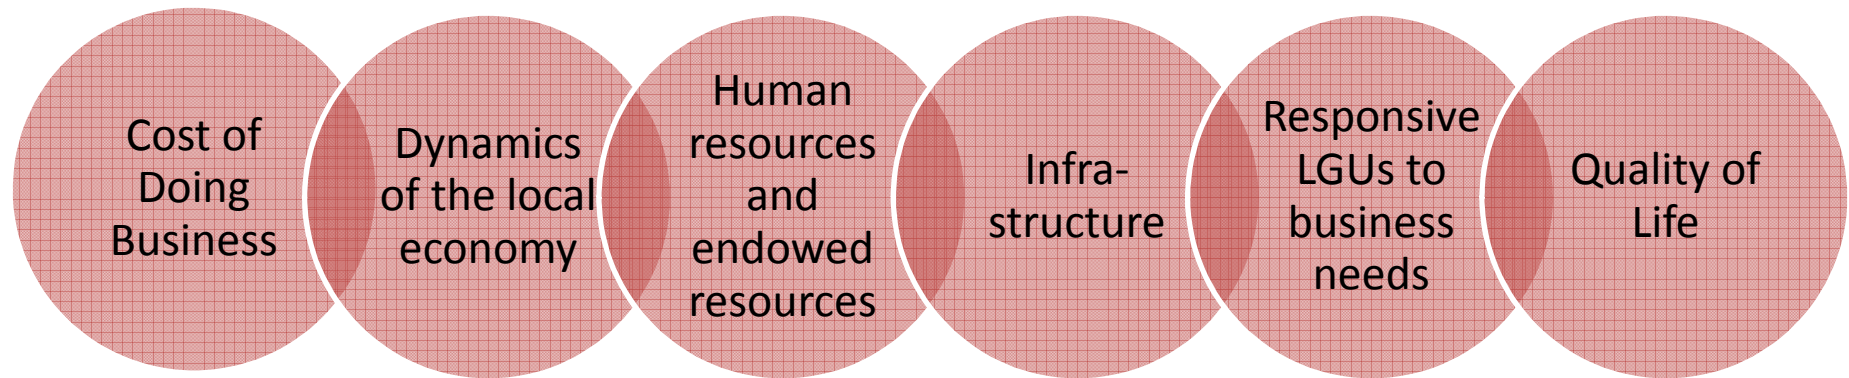 Cost of
Doing
Business
Dynamics
of the local
economy
Human
resources
and
endowed
resources
Infra-
structure
Responsive
LGUs to
business
needs
Quality of
Life